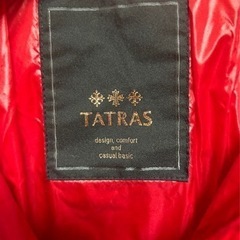 TATRAS
design, comfort
and
casual basic